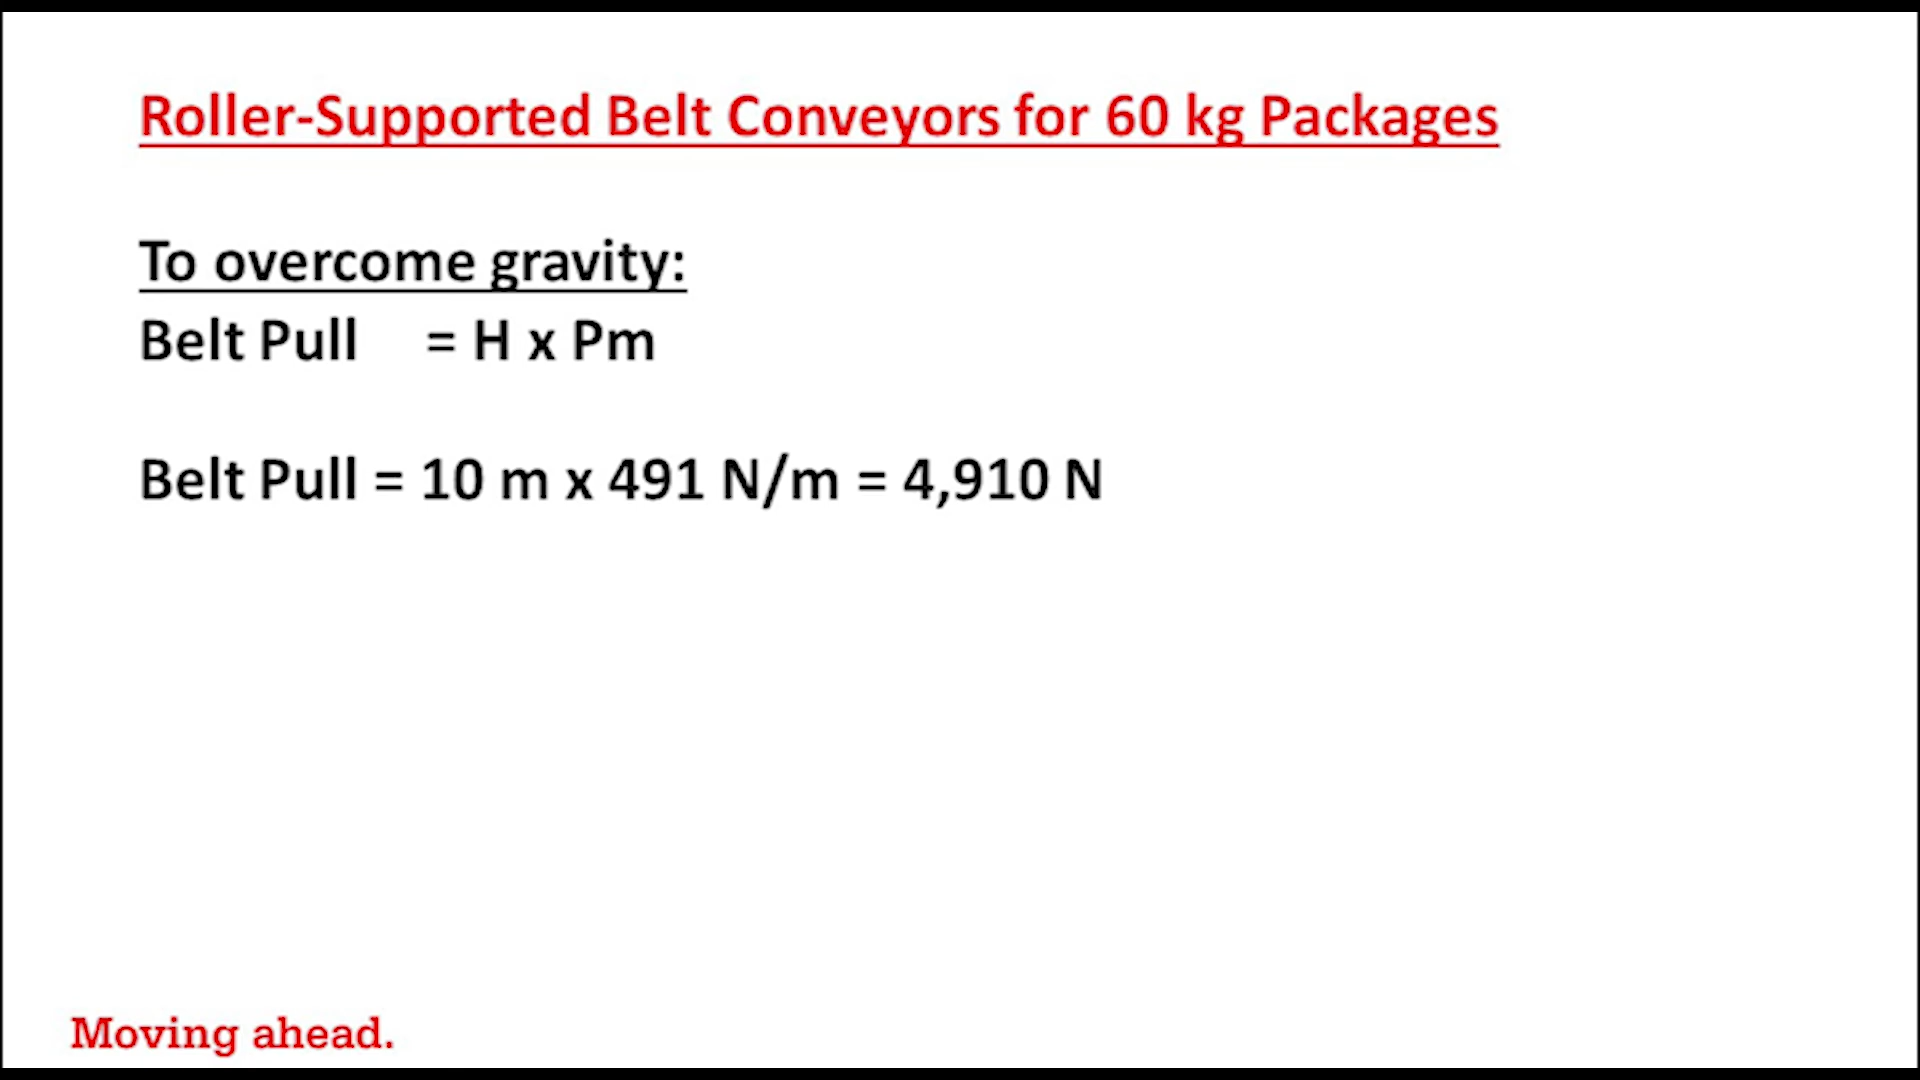 Roller-Supported Belt Conveyors for 60 kg Packages
To overcome gravity:
Belt Pull = H x Pm
Belt Pull = 10 m x 491 N/m = 4,910 N
Moving ahead.